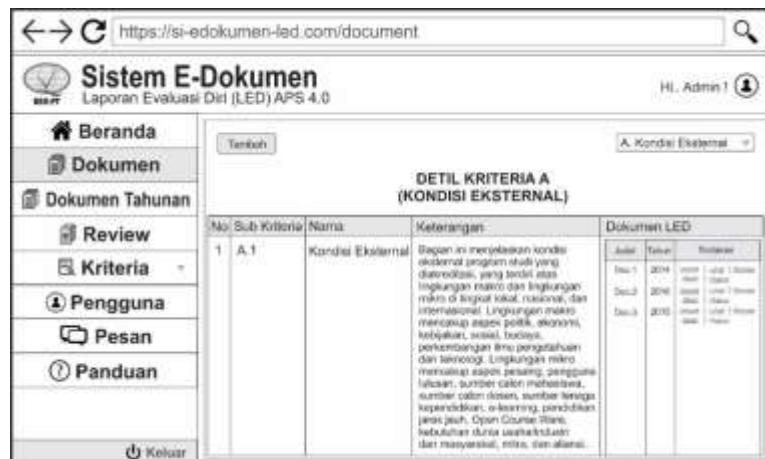 https://si-edokumen-led.com/document
Sistem E-Dokumen
Laporan Evaluasi Diri (LED) APS 4.0
Hi.. Admin !
Beranda
Dokumen
Dokumen Tahunan
Review
Kriteria
Pengguna
Pesan
Panduan
Keluar
Tambah
A. Kondisi Eksternal
DETIL KRITERIA A
(KONDISI EKSTERNAL)
No Sub Kriteria Nama Keterangan Dokumen LED
1 A.1 Kondisi Eksternal
Bagian ini menjelaskan kondisi
eksternal program studi yang
diakreditasi, yang terdiri atas
lingkungan makro dan lingkungan
mikro di tingkat lokal, nasional, dan
internasional. Lingkungan makro
mencakup aspek politik, ekonomi,
kebijakan, sosial, budaya,
perkembangan ilmu pengetahuan
dan teknologi. Lingkungan mikro
mencakup aspek pesaing, pengguna
lulusan, sumber calon mahasiswa,
sumber calon dosen, sumber tenaga
kependidikan, e-learning, pendidikan
jarak jauh, Open Course Ware,
kebutuhan dunia usaha/industri
dan masyarakat, mitra, dan aliansi.
Judul Tahun
Doc.1 2014
Doc.2
Doc.3